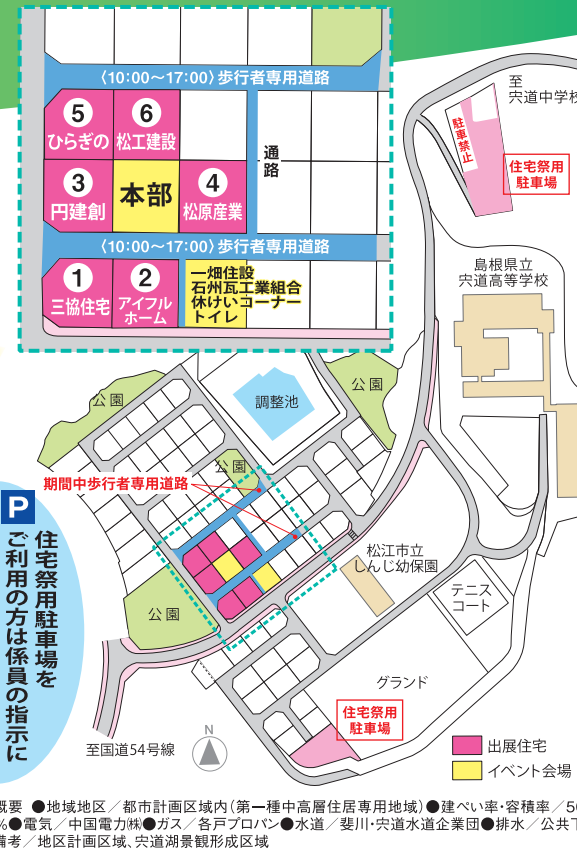 〈10:00〜17:00〉歩行者専用道路
5
ひらぎの
6
松工建設
通路
3
円建創
本部
4
松原産業
〈10:00〜17:00〉歩行者専用道路
1
三協住宅
2
アイフル
ホーム
一畑住設
石州瓦工業組合
休けいコーナー
トイレ
至
宍道中学校
駐車禁止
住宅祭用
駐車場
島根県立
宍道高等学校
公園
調整池
公園
公園
期間中歩行者専用道路
P
住宅祭用駐車場を
ご利用の方は係員の指示に
松江市立
しんじ幼保園
テニス
コート
公園
グランド
住宅祭用
駐車場
至国道54号線
N
出展住宅
イベント会場
概要 ●地域地区／都市計画区域内（第一種中高層住居専用地域）●建ぺい率・容積率／50
%●電気／中国電力㈱●ガス／各戸プロパン●水道／斐川・宍道水道企業団●排水／公共下
備考／地区計画区域、宍道湖景観形成区域